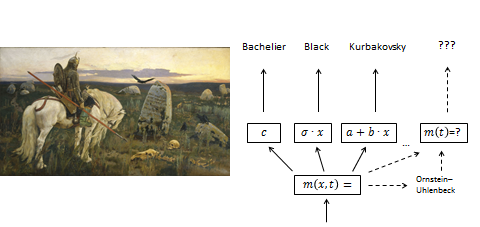 Bachelier Black Kurbakovsky ???
c σ · x a + b · x ... m(t)=?
m(x, t) = Ornstein–
Uhlenbeck